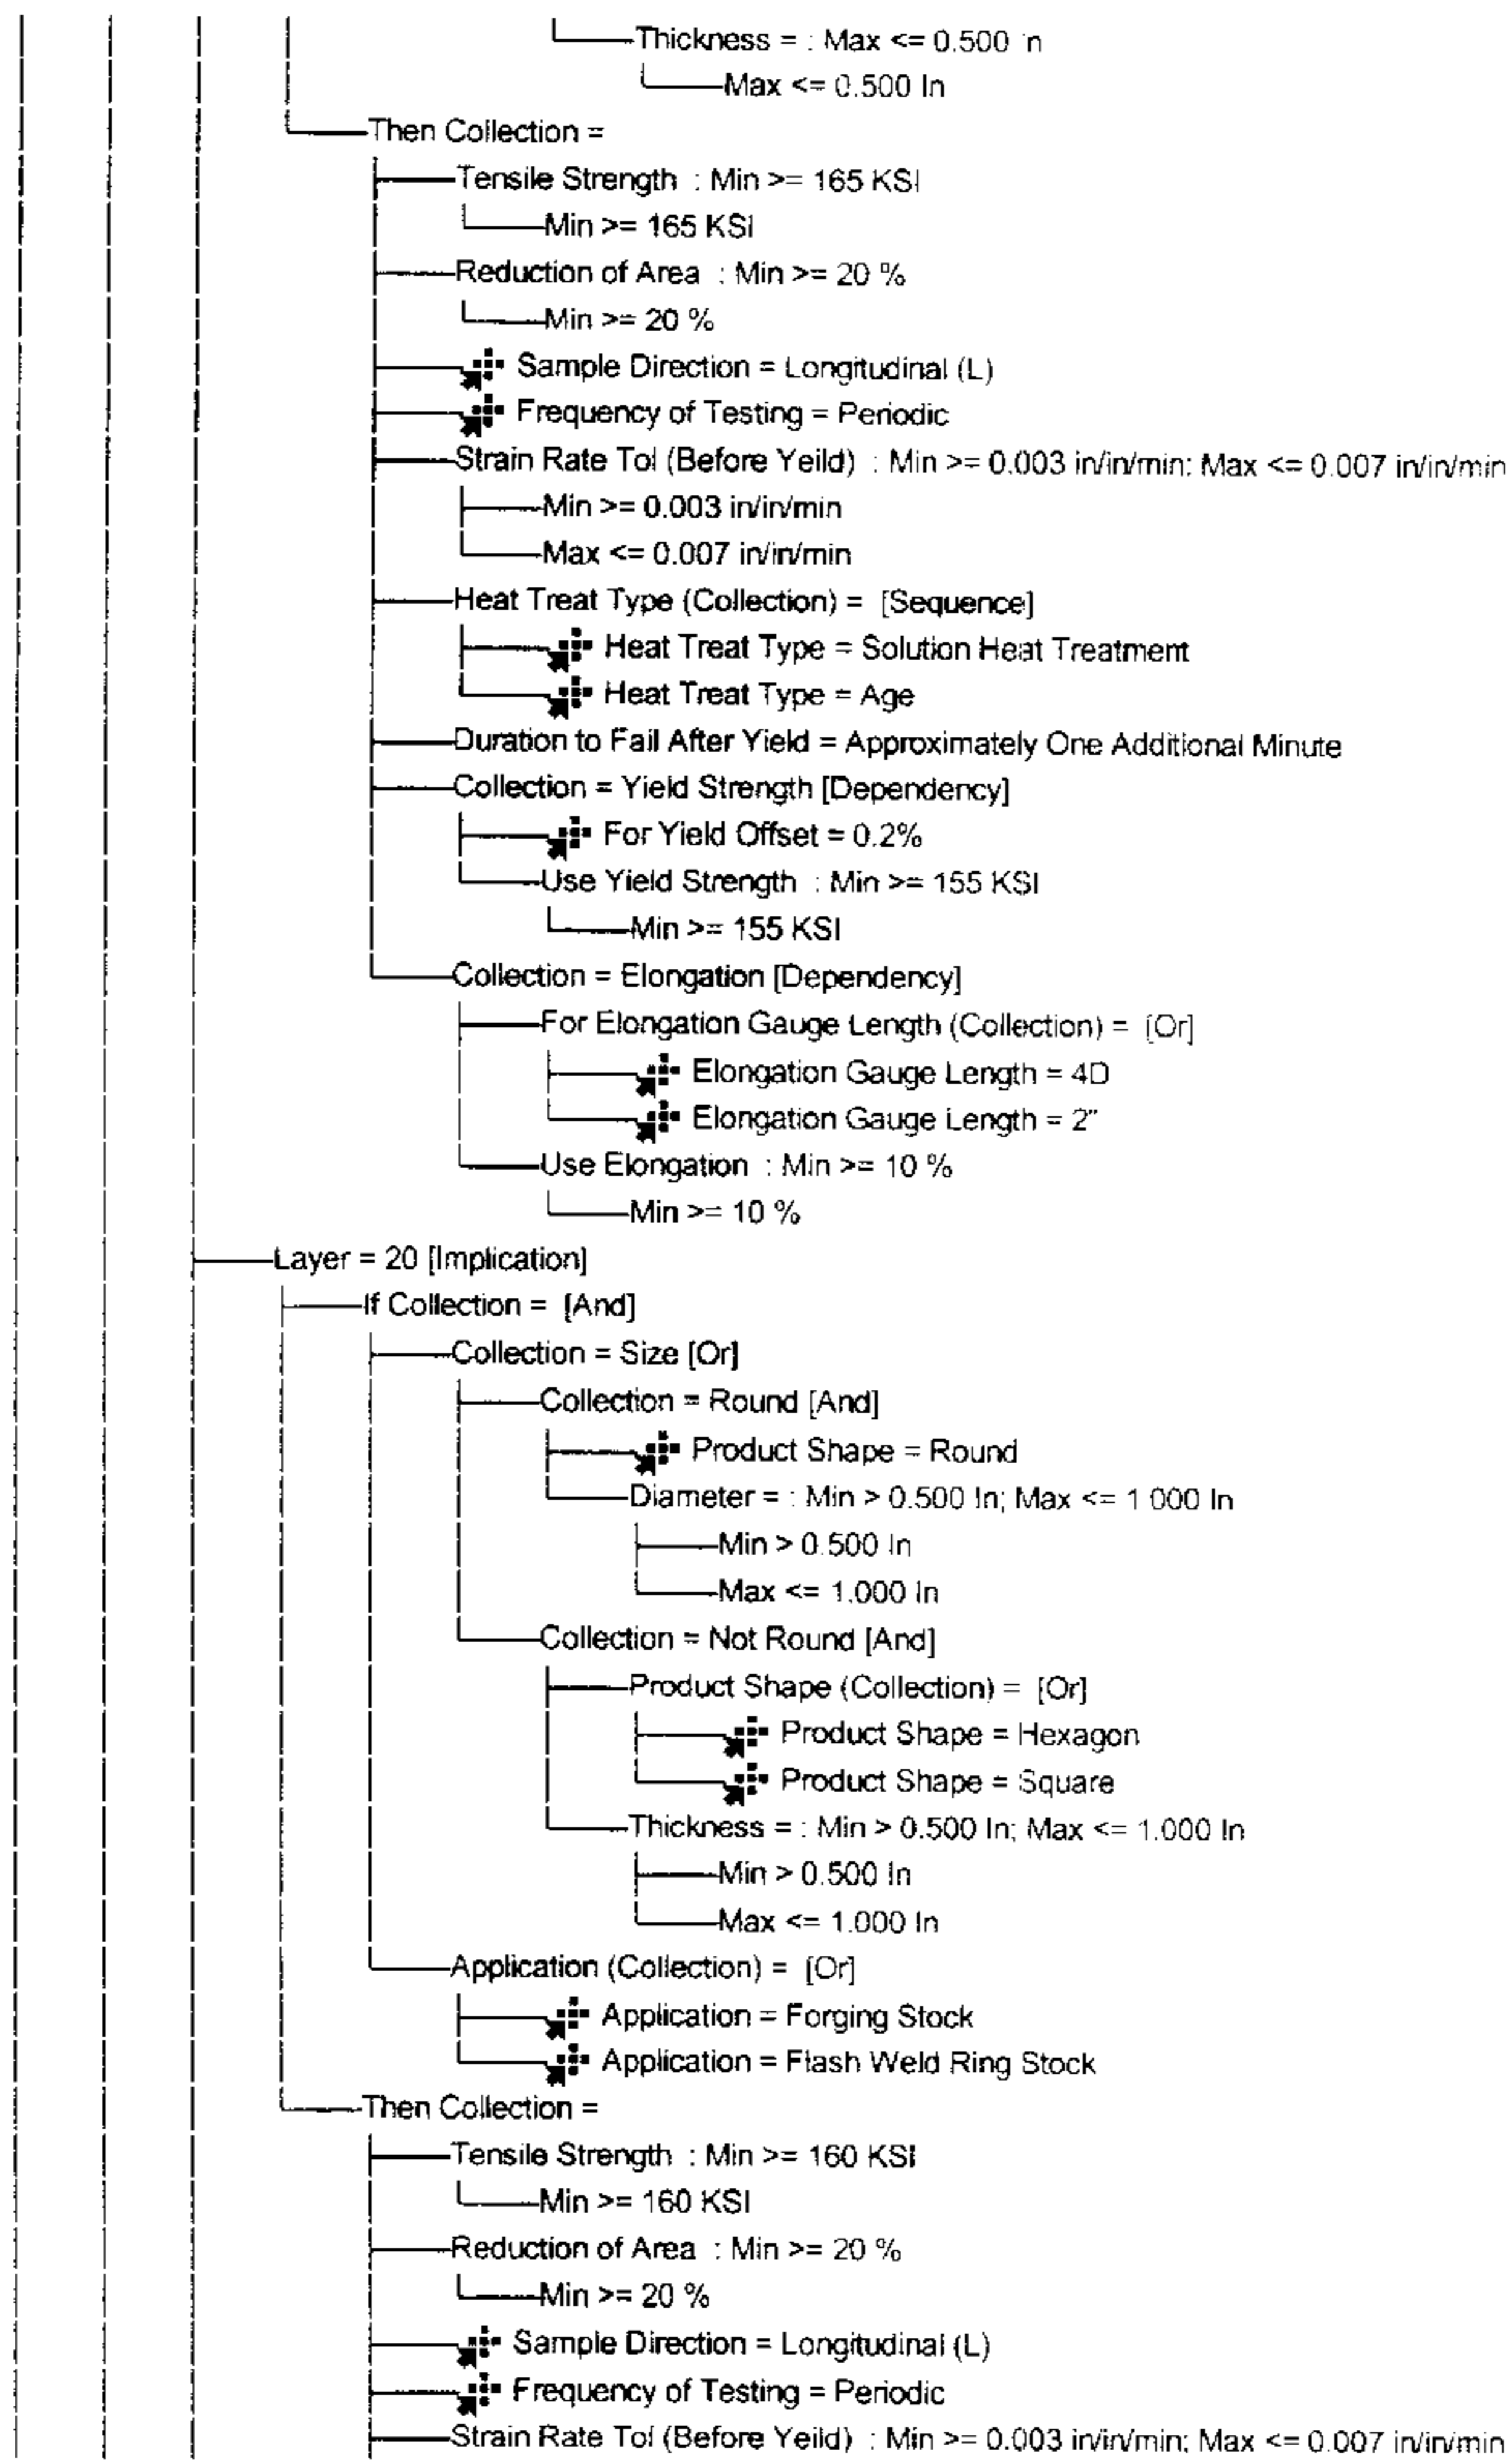 Thickness = : Max <= 0.500 in
Max <= 0.500 In
Then Collection =
Tensile Strength : Min >= 165 KSI
Min >= 165 KSI
Reduction of Area : Min >= 20 %
Min >= 20 %
Sample Direction = Longitudinal (L)
Frequency of Testing = Periodic
Strain Rate Tol (Before Yeild) : Min >= 0.003 in/in/min; Max <= 0.007 in/in/min
Min >= 0.003 in/in/min
Max <= 0.007 in/in/min
Heat Treat Type (Collection) = [Sequence]
Heat Treat Type = Solution Heat Treatment
Heat Treat Type = Age
Duration to Fail After Yield = Approximately One Additional Minute
Collection = Yield Strength [Dependency]
For Yield Offset = 0.2%
Use Yield Strength : Min >= 155 KSI
Min >= 155 KSI
Collection = Elongation [Dependency]
For Elongation Gauge Length (Collection) = [Or]
Elongation Gauge Length = 4D
Elongation Gauge Length = 2"
Use Elongation : Min >= 10 %
Min >= 10 %
Layer = 20 [Implication]
If Collection = [And]
Collection = Size [Or]
Collection = Round [And]
Product Shape = Round
Diameter = : Min > 0.500 In; Max <= 1.000 In
Min > 0.500 In
Max <= 1.000 In
Collection = Not Round [And]
Product Shape (Collection) = [Or]
Product Shape = Hexagon
Product Shape = Square
Thickness = : Min > 0.500 In; Max <= 1.000 In
Min > 0.500 In
Max <= 1.000 In
Application (Collection) = [Or]
Application = Forging Stock
Application = Flash Weld Ring Stock
Then Collection =
Tensile Strength : Min >= 160 KSI
Min >= 160 KSI
Reduction of Area : Min >= 20 %
Min >= 20 %
Sample Direction = Longitudinal (L)
Frequency of Testing = Periodic
Strain Rate Tol (Before Yeild) : Min >= 0.003 in/in/min; Max <= 0.007 in/in/min